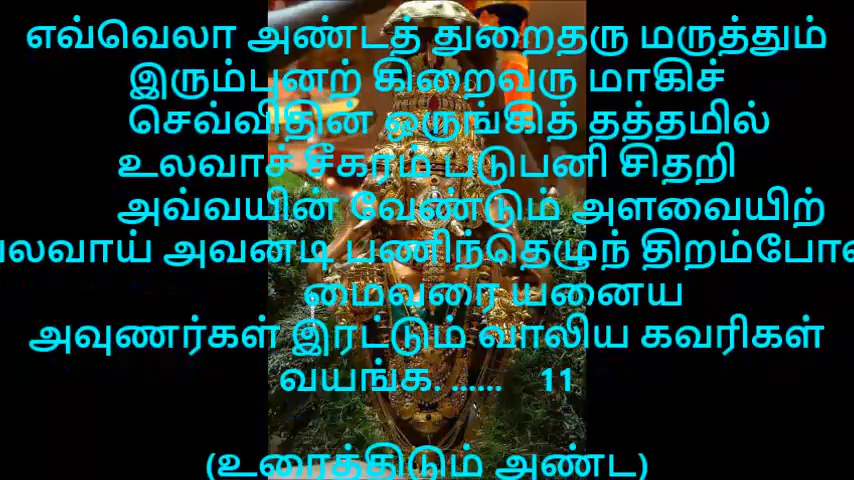 எவ்வெலா அண்டத் துறைதரு மருத்தும்
இரும்புனற் கிறைவரு மாகிச்
செவ்விதின் ஒருங்கித் தத்தமில்
உலவாச் சீகரம் படுபனி சிதறி
அவ்வயின் வேண்டும் அளவையிற்
பலவாய் அவனடி பணிந்தெழுந் திறம்போல
மைவரை யனைய
அவுணர்கள் இரட்டும் வாலிய கவரிகள்
வயங்க. ...... 11
(உரைத்திடும் அண்ட)